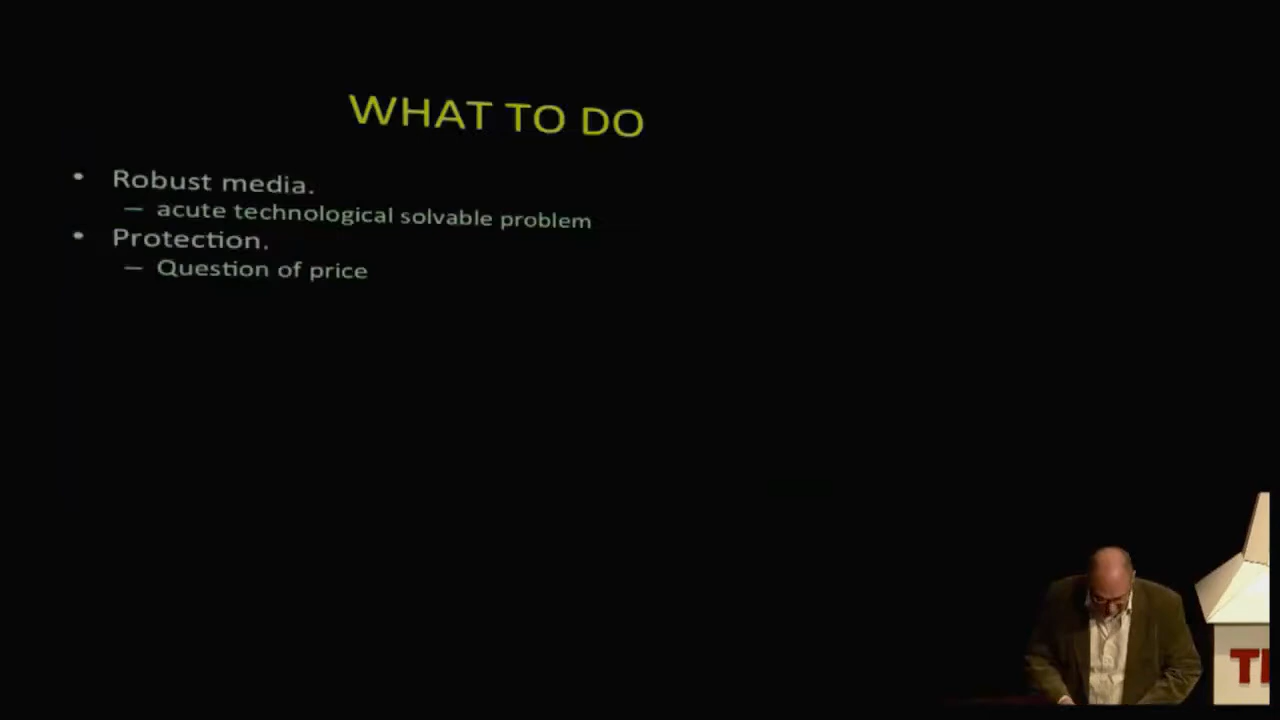 WHAT TO DO
• Robust media.
– acute technological solvable problem
• Protection.
– Question of price